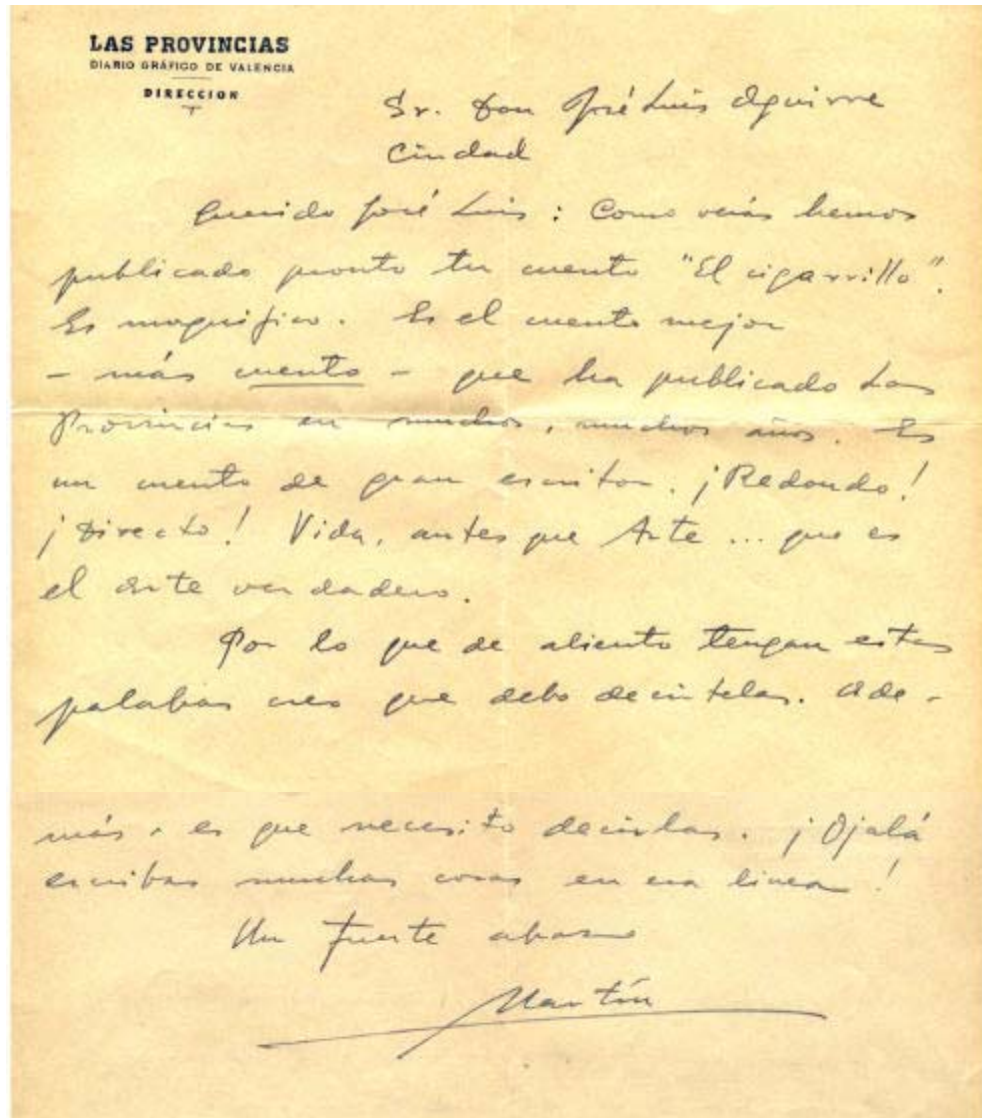 LAS PROVINCIAS
DIARIO GRÁFICO DE VALENCIA
DIRECCION
Sr. Don José Luis Aguirre
Ciudad
Querido José Luis: Como verás hemos
publicado pronto tu cuento "El cigarrillo".
Es magnífico. Es el cuento mejor
- más cuento - que ha publicado Las
Provincias en muchos, muchos años. Es
un cuento de gran escritor. ¡Redondo!
¡Directo! Vida, antes que Arte ... que es
el arte verdadero.
Por lo que de aliento tengan estas
palabras creo que debo decirtelas. Ade-
más, es que necesito decirlas. ¡Ojalá
escribas muchas cosas en esa linea!
Un fuerte abrazo
Martín